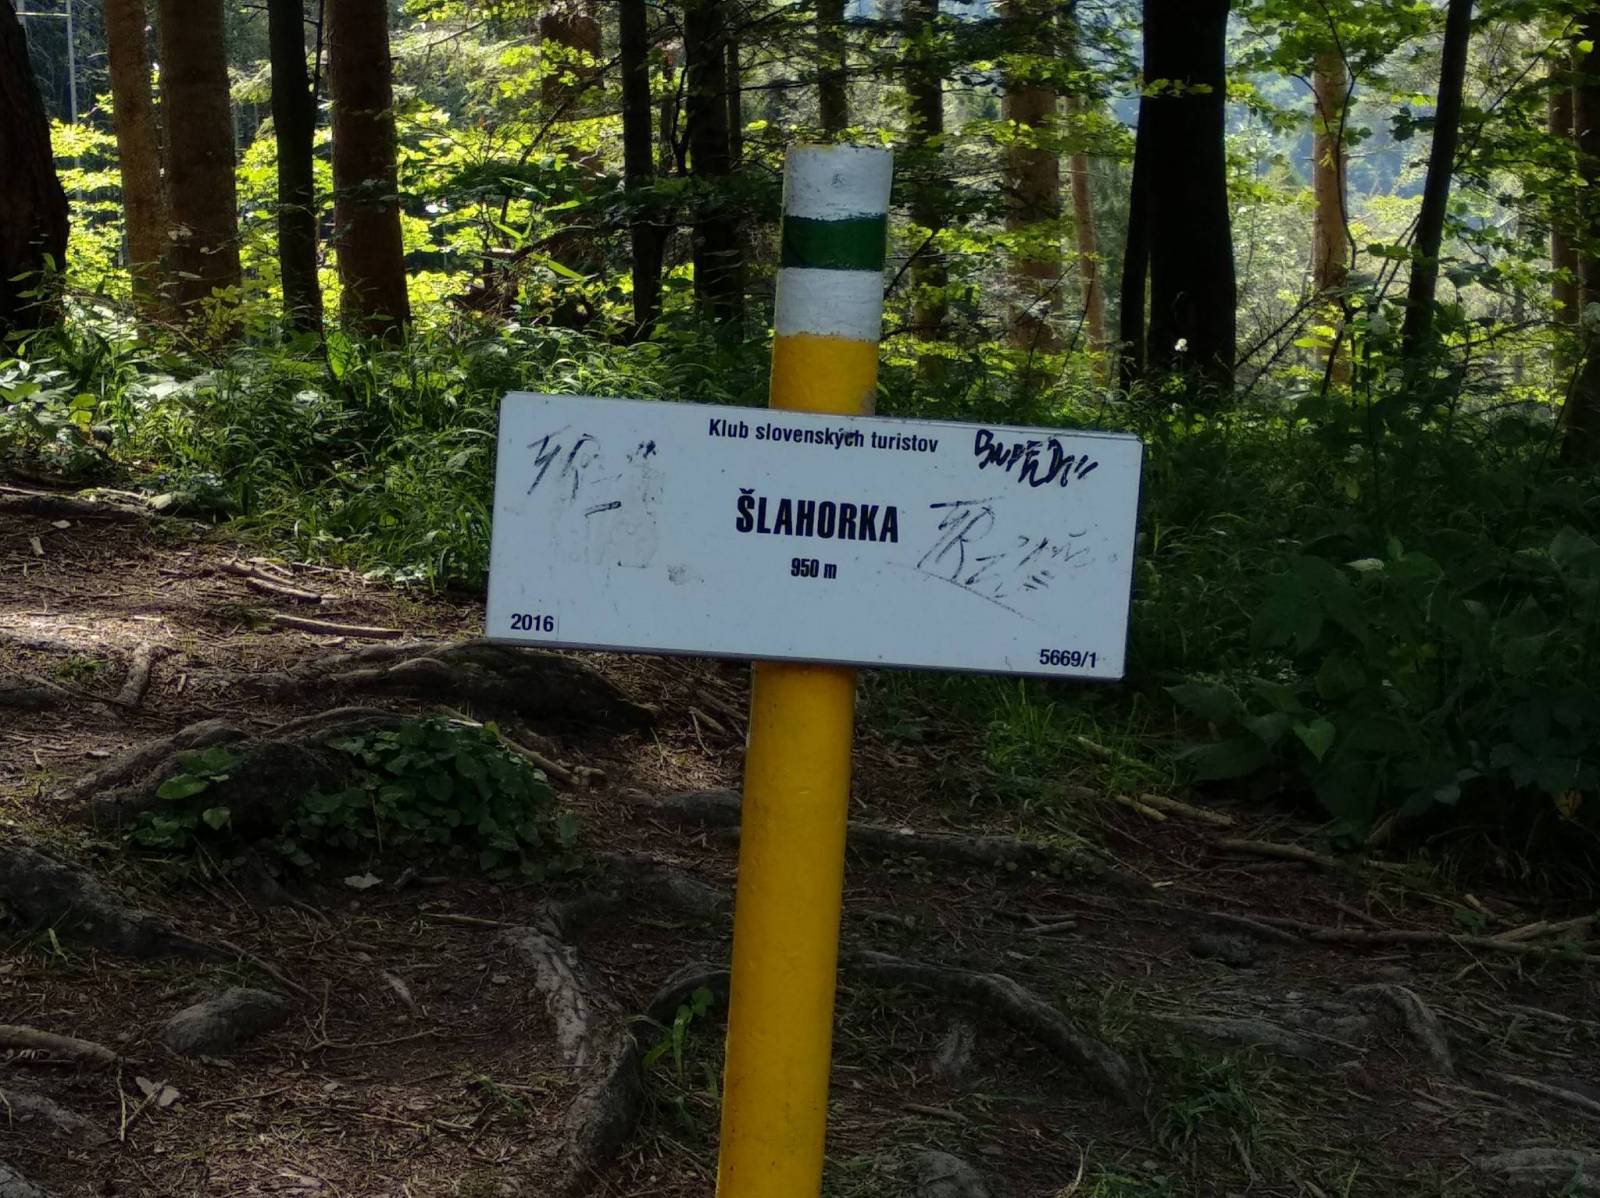 Klub slovenských turistov
ŠLAHORKA
950 m
2016
5669/1